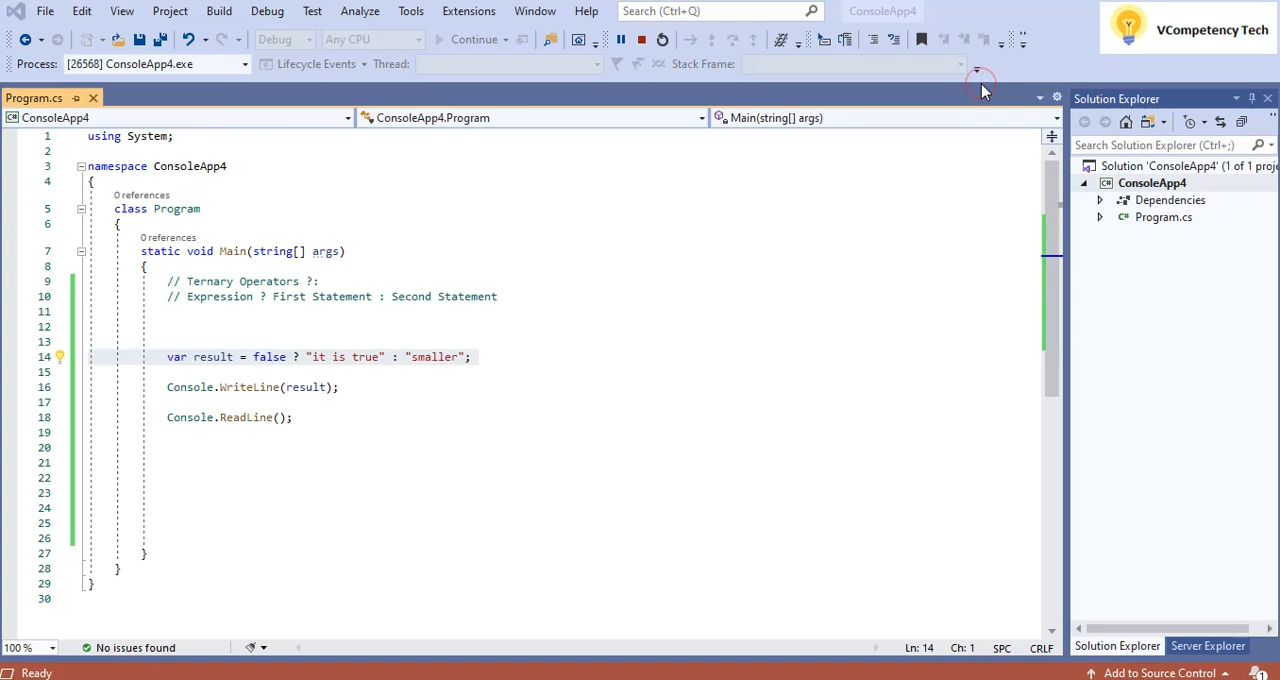 File Edit View Project Build Debug Test Analyze Tools Extensions Window Help Search (Ctrl+Q) ConsoleApp4
VCompetency Tech
Debug Any CPU Continue
Process: [26568] ConsoleApp4.exe Lifecycle Events Thread: Stack Frame:
Program.cs
Solution Explorer
C# ConsoleApp4 ConsoleApp4.Program Main(string[] args)
Search Solution Explorer (Ctrl+;)
Solution 'ConsoleApp4' (1 of 1 proje
C# ConsoleApp4
Dependencies
C# Program.cs
1 using System;
2
3 namespace ConsoleApp4
4 {
0 references
5 class Program
6 {
0 references
7 static void Main(string[] args)
8 {
9 // Ternary Operators ?:
10 // Expression ? First Statement : Second Statement
11
12
13
14 var result = false ? "it is true" : "smaller";
15
16 Console.WriteLine(result);
17
18 Console.ReadLine();
19
20
21
22
23
24
25
26
27 }
28 }
29 }
30
100 % No issues found Ln: 14 Ch: 1 SPC CRLF
Solution Explorer Server Explorer
Ready Add to Source Control 1